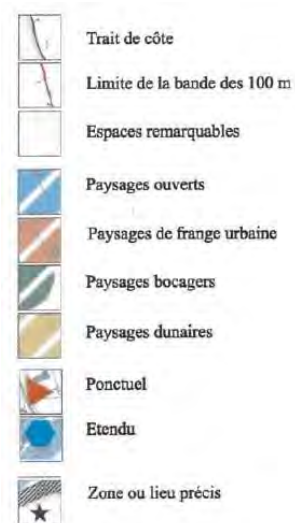 Trait de côte
Limite de la bande des 100 m
Espaces remarquables
Paysages ouverts
Paysages de frange urbaine
Paysages bocagers
Paysages dunaires
Ponctuel
Etendu
Zone ou lieu précis